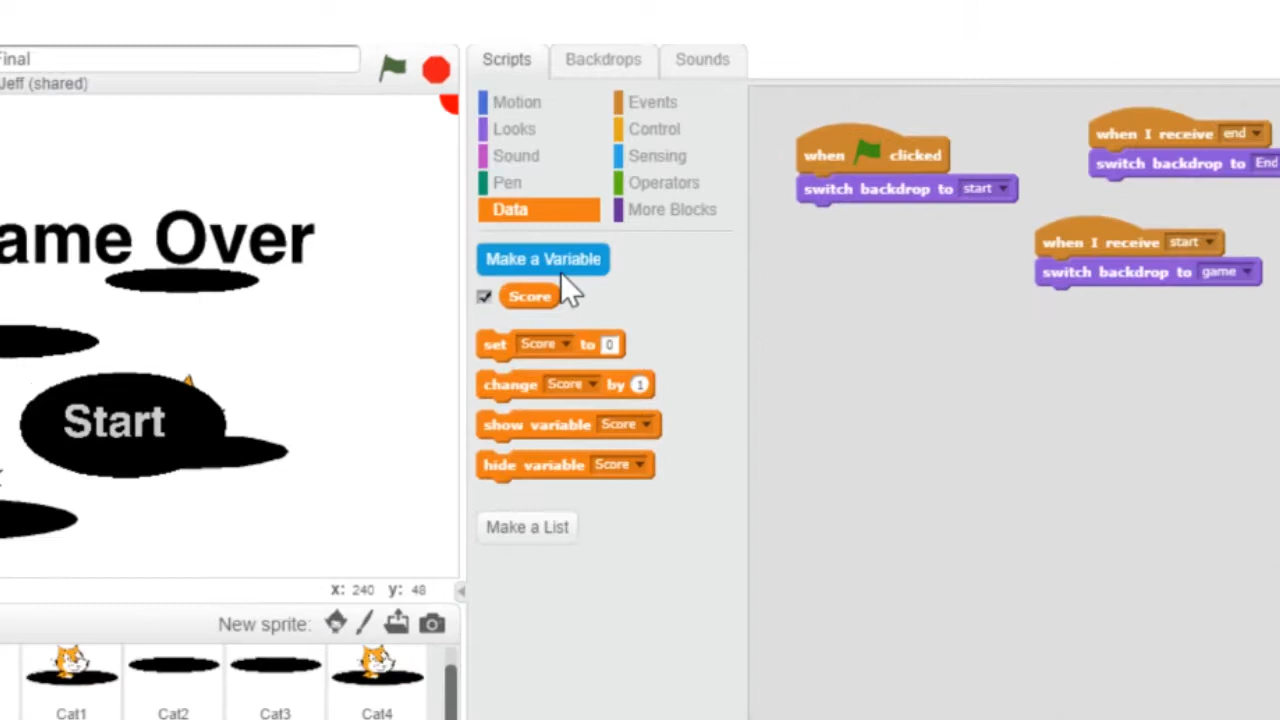 Final
Jeff (shared)
ame Over
Start
x: 240 y: 48
New sprite:
Cat1 Cat2 Cat3 Cat4
Scripts Backdrops Sounds
Motion Events
Looks Control
Sound Sensing
Pen Operators
Data More Blocks
Make a Variable
Score
set Score to 0
change Score by 1
show variable Score
hide variable Score
Make a List
when clicked
switch backdrop to start
when I receive end
switch backdrop to End
when I receive start
switch backdrop to game